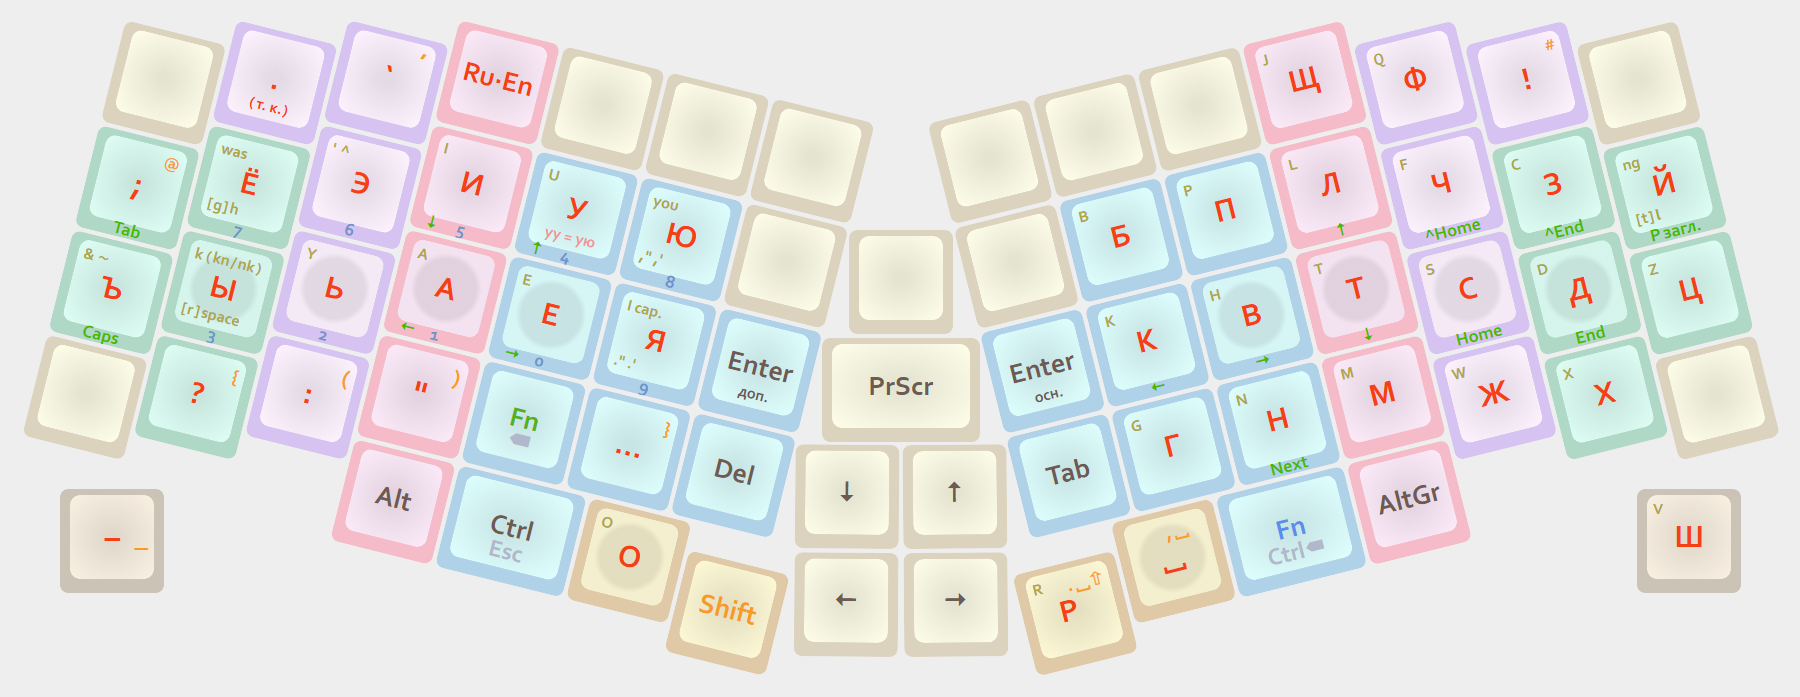 . (т. к.)
` ′
Ru·En
J Щ
Q Ф
! #
; @ Tab
was Ё [g]h 7
' ^ Э 6
I И ↓ 5
U У уу = ую ↑ 4
you Ю ,",' 8
B Б
P П
L Л ↑
F Ч ^Home
C З ^End
ng Й [t]l Р загл.
& ~ Ъ Caps
k(kn/nk) Ы [r]space 3
Y Ь 2
A А ← 1
E Е → 0
I cap. Я .".' 9
Enter доп.
PrScr
Enter осн.
K К ←
H В →
T Т ↓
S С Home
D Д End
Z Ц
? {
: (
" )
Fn
... }
Del
↓
↑
Tab
G Г
N Н Next
M М
W Ж
X Х
– _
Alt
Ctrl Esc
O О
Shift
←
→
R Р .⎵⇧
′⎵ ⎵
Fn Ctrl
AltGr
V Ш